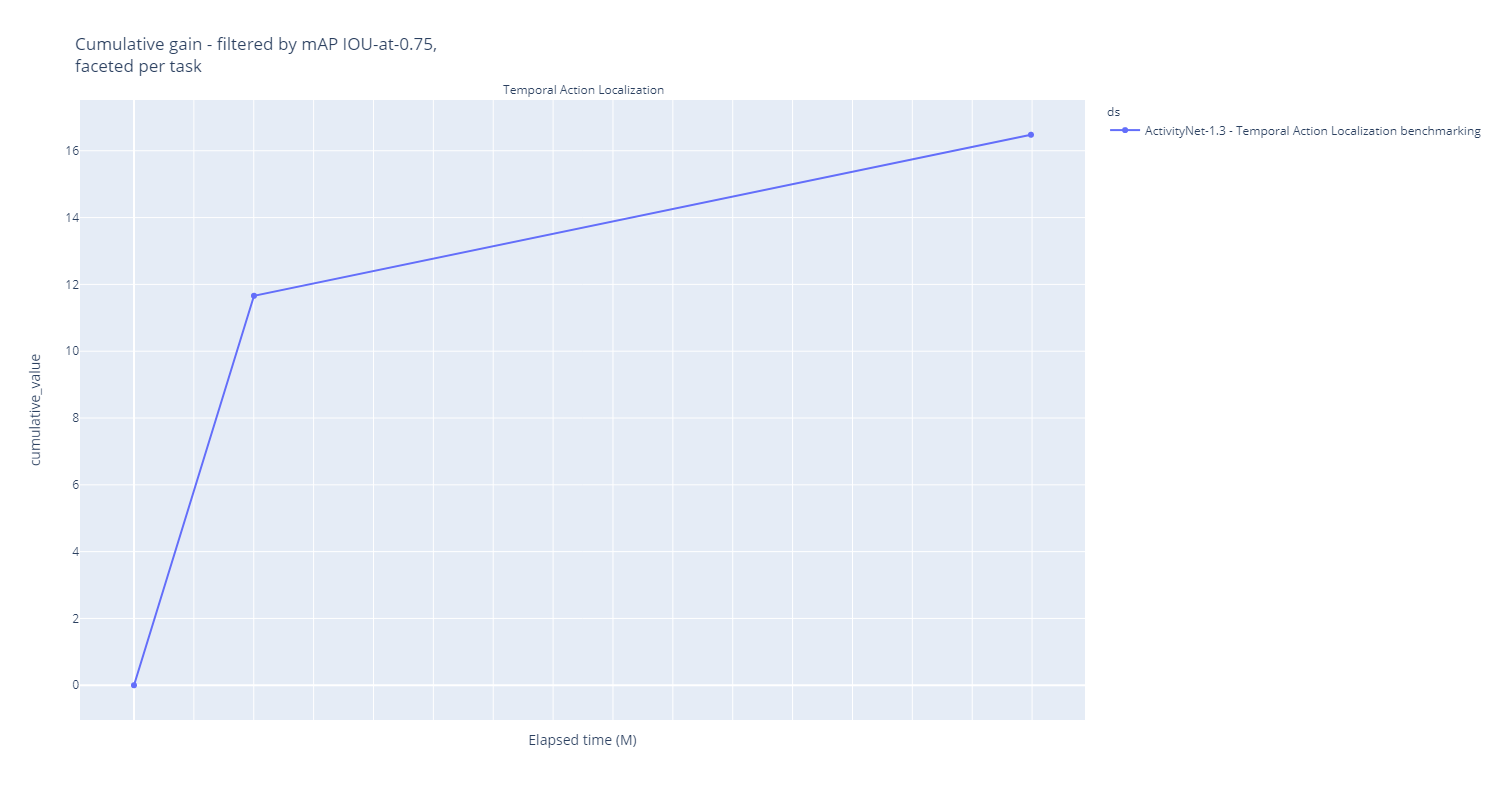 Cumulative gain - filtered by mAP IOU-at-0.75,
faceted per task
Temporal Action Localization
ds
ActivityNet-1.3 - Temporal Action Localization benchmarking
16
14
12
10
8
6
4
2
0
cumulative_value
Elapsed time (M)